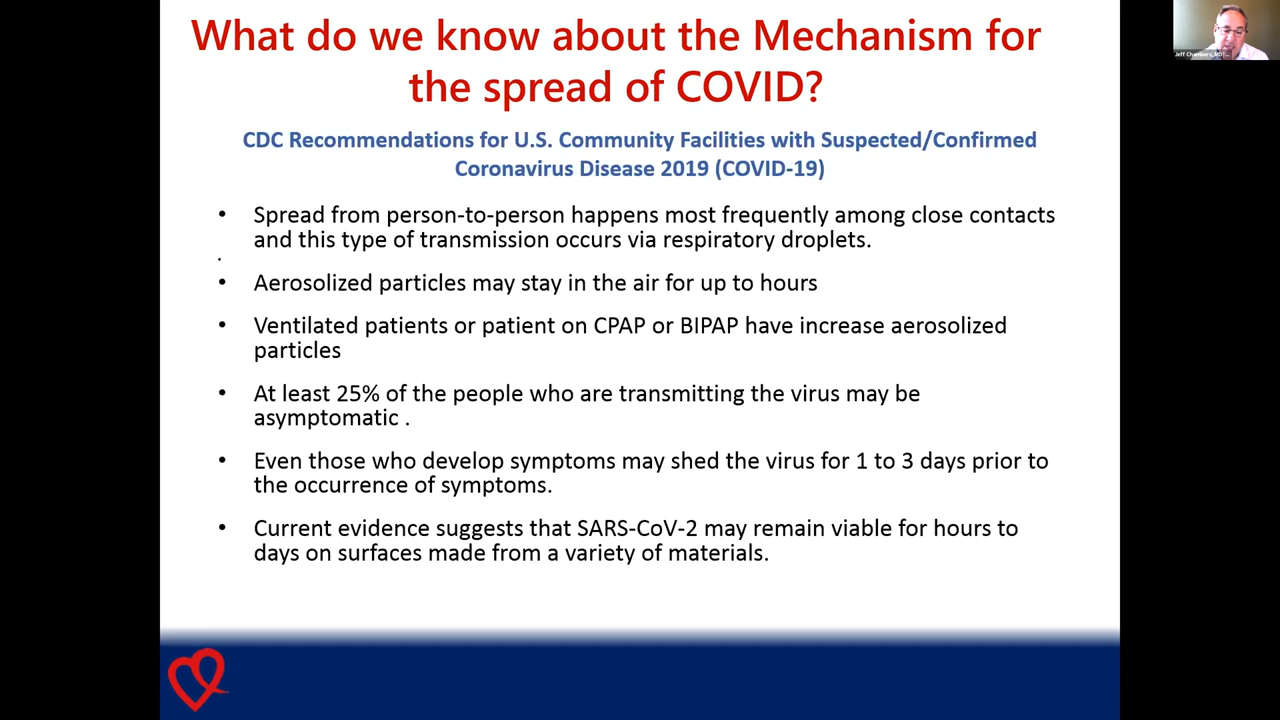 What do we know about the Mechanism for
the spread of COVID?
CDC Recommendations for U.S. Community Facilities with Suspected/Confirmed
Coronavirus Disease 2019 (COVID-19)
• Spread from person-to-person happens most frequently among close contacts
and this type of transmission occurs via respiratory droplets.
•
• Aerosolized particles may stay in the air for up to hours
• Ventilated patients or patient on CPAP or BIPAP have increase aerosolized
particles
• At least 25% of the people who are transmitting the virus may be
asymptomatic .
• Even those who develop symptoms may shed the virus for 1 to 3 days prior to
the occurrence of symptoms.
• Current evidence suggests that SARS-CoV-2 may remain viable for hours to
days on surfaces made from a variety of materials.
Jeff Chambers, MD